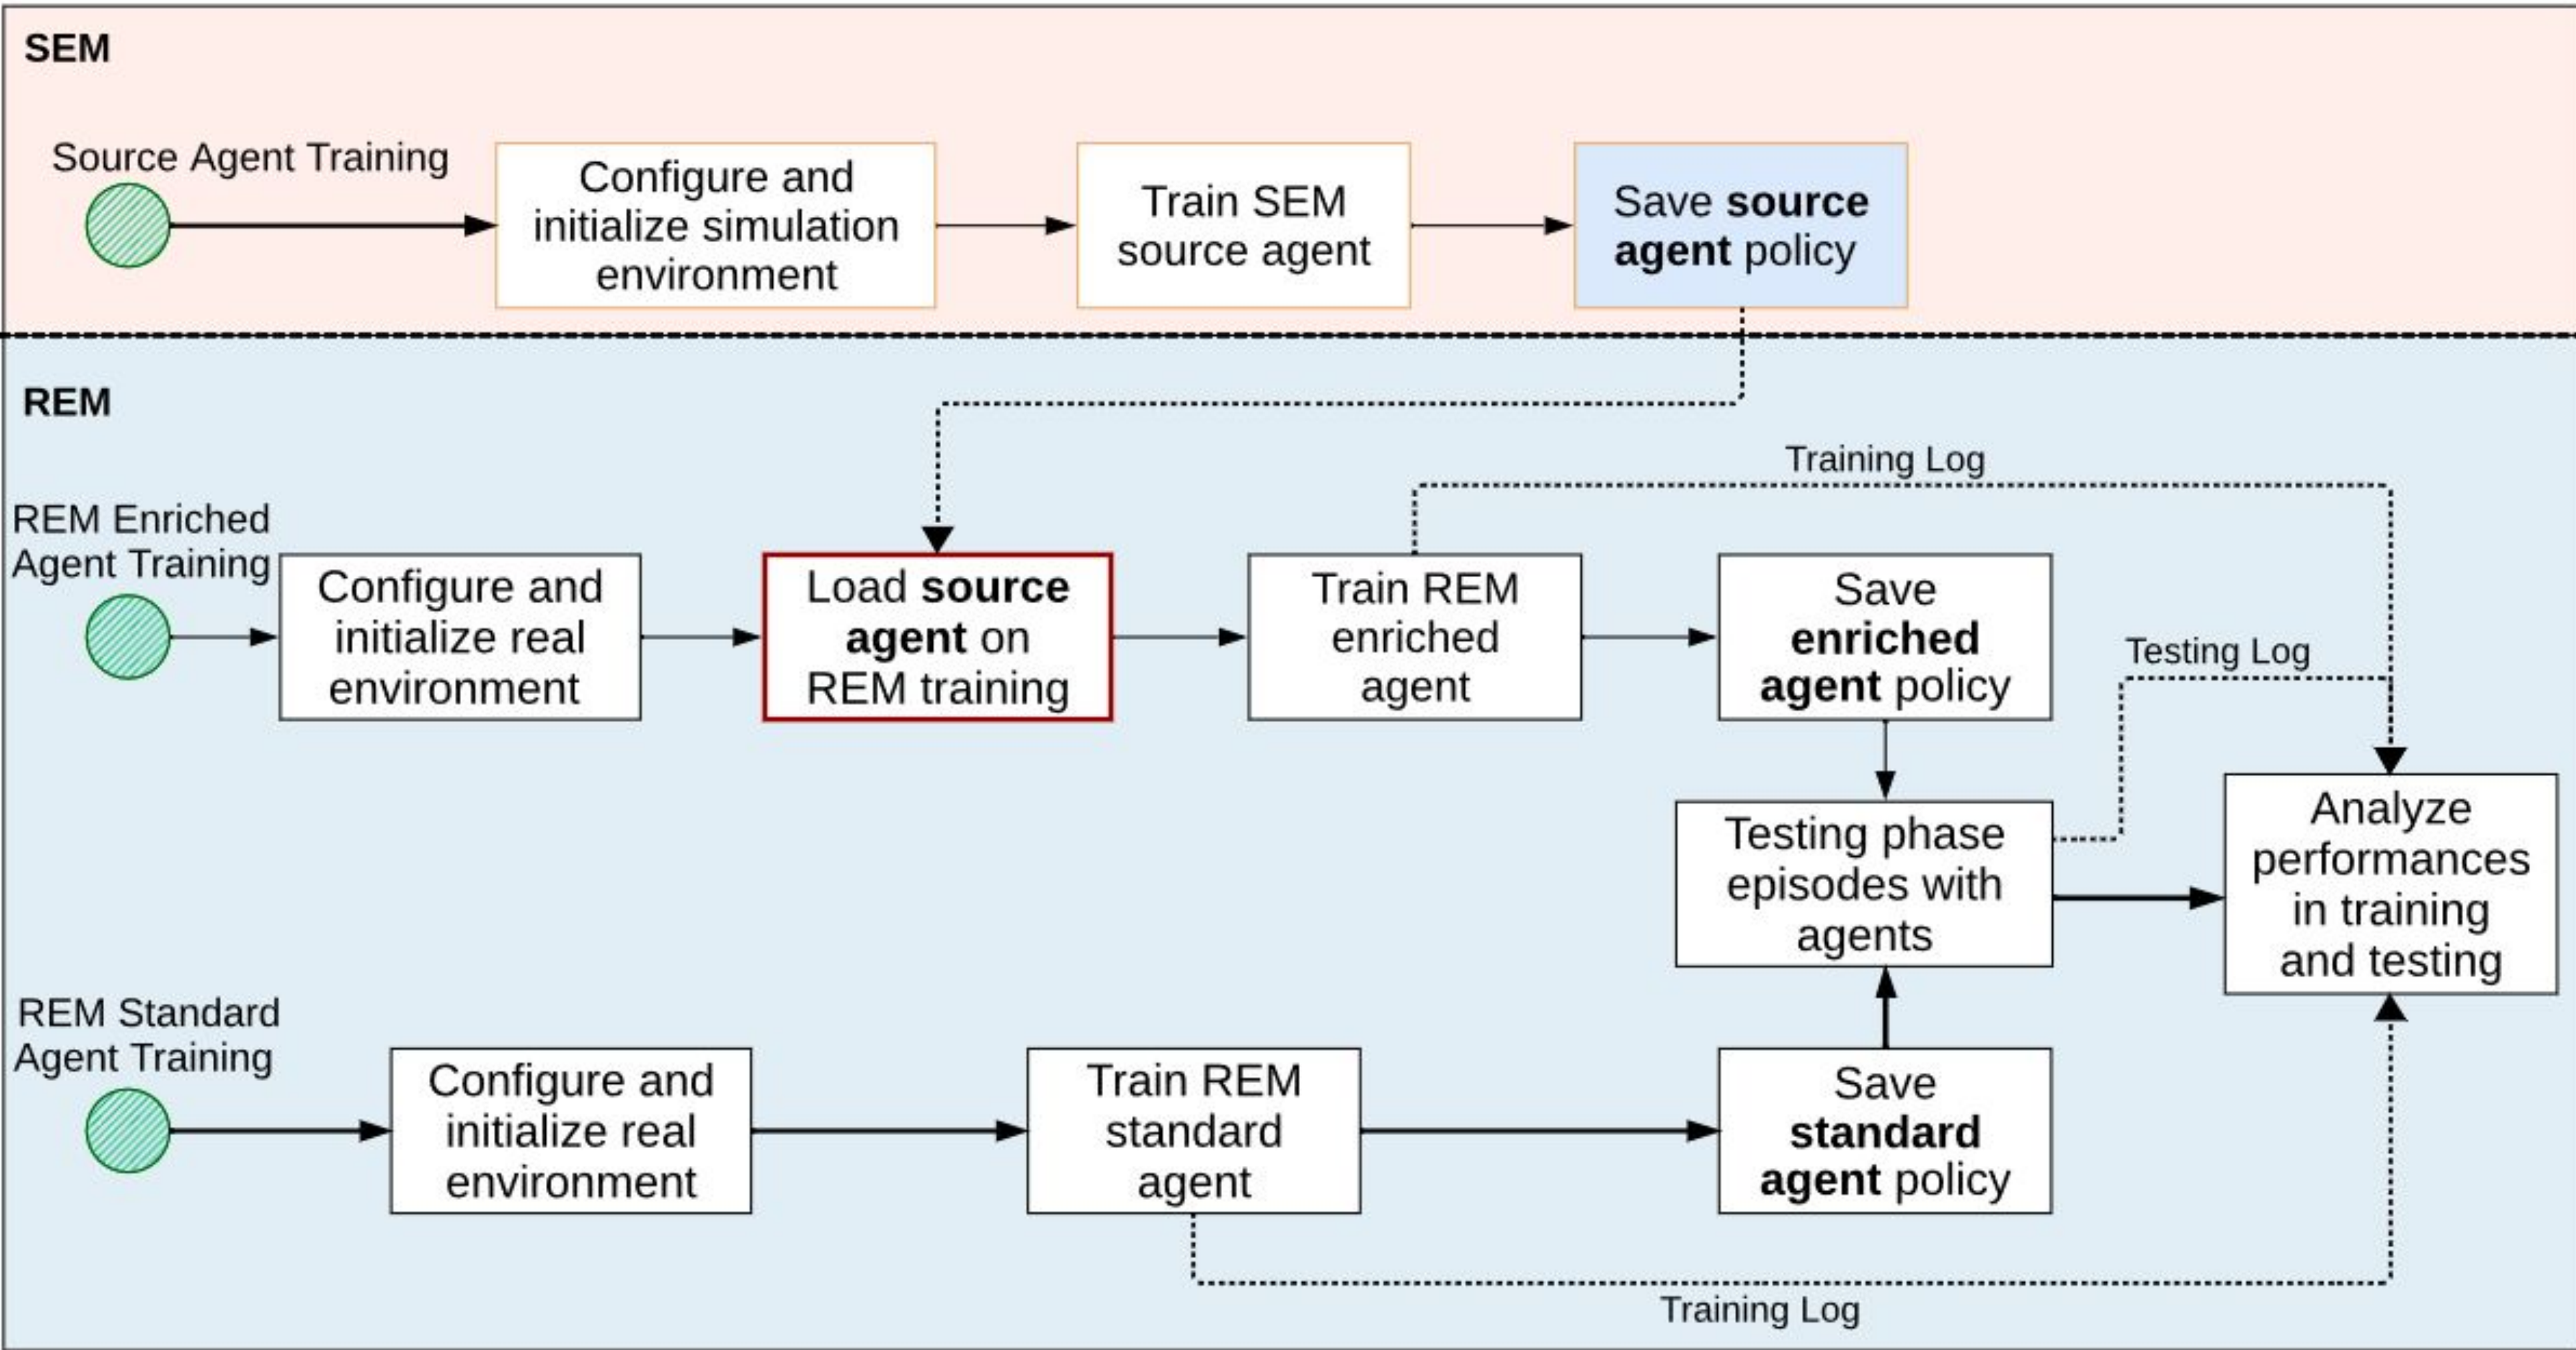 SEM
Source Agent Training
Configure and
initialize simulation
environment
Train SEM
source agent
Save source
agent policy
REM
Training Log
REM Enriched
Agent Training
Configure and
initialize real
environment
Load source
agent on
REM training
Train REM
enriched
agent
Save
enriched
agent policy
Testing Log
Testing phase
episodes with
agents
Analyze
performances
in training
and testing
REM Standard
Agent Training
Configure and
initialize real
environment
Train REM
standard
agent
Save
standard
agent policy
Training Log